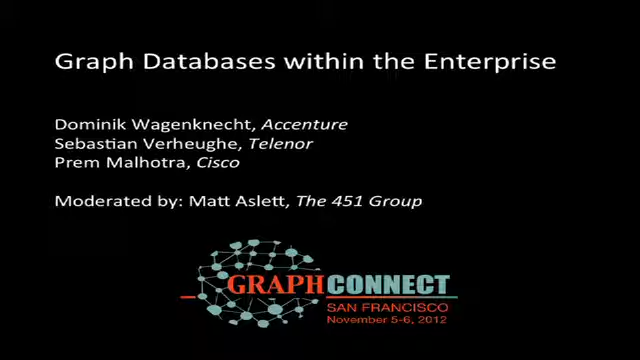 Graph Databases within the Enterprise
Dominik Wagenknecht, Accenture
Sebastian Verheughe, Telenor
Prem Malhotra, Cisco
Moderated by: Matt Aslett, The 451 Group
GRAPHCONNECT
SAN FRANCISCO
November 5-6, 2012